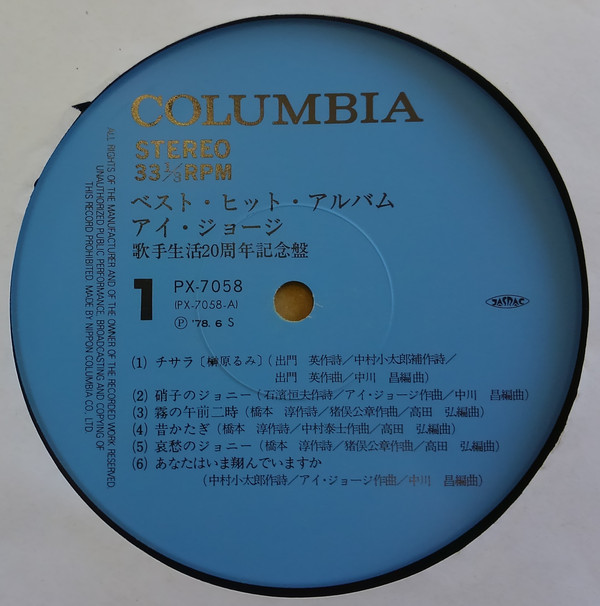 COLUMBIA
STEREO
33 1/3 RPM
ベスト・ヒット・アルバム
アイ・ジョージ
歌手生活20周年記念盤
1
PX-7058
(PX-7058-A)
Ⓟ '78. 6 S
JASRAC
(1) チサラ〔榊原るみ〕(出門 英作詩/中村小太郎補作詩/
出門 英作曲/中川 昌編曲)
(2) 硝子のジョニー(石濱恒夫作詩/アイ・ジョージ作曲/中川 昌編曲)
(3) 霧の午前二時(橋本 淳作詩/猪俣公章作曲/高田 弘編曲)
(4) 昔かたぎ(橋本 淳作詩/中村泰士作曲/高田 弘編曲)
(5) 哀愁のジョニー(橋本 淳作詩/猪俣公章作曲/高田 弘編曲)
(6) あなたはいま翔んでいますか
(中村小太郎作詩/アイ・ジョージ作曲/中川 昌編曲)
ALL RIGHTS OF THE MANUFACTURER AND OF THE OWNER OF THE RECORDED WORK RESERVED
UNAUTHORIZED PUBLIC PERFORMANCE BROADCASTING AND COPYING OF
THIS RECORD PROHIBITED MADE BY NIPPON COLUMBIA CO., LTD.